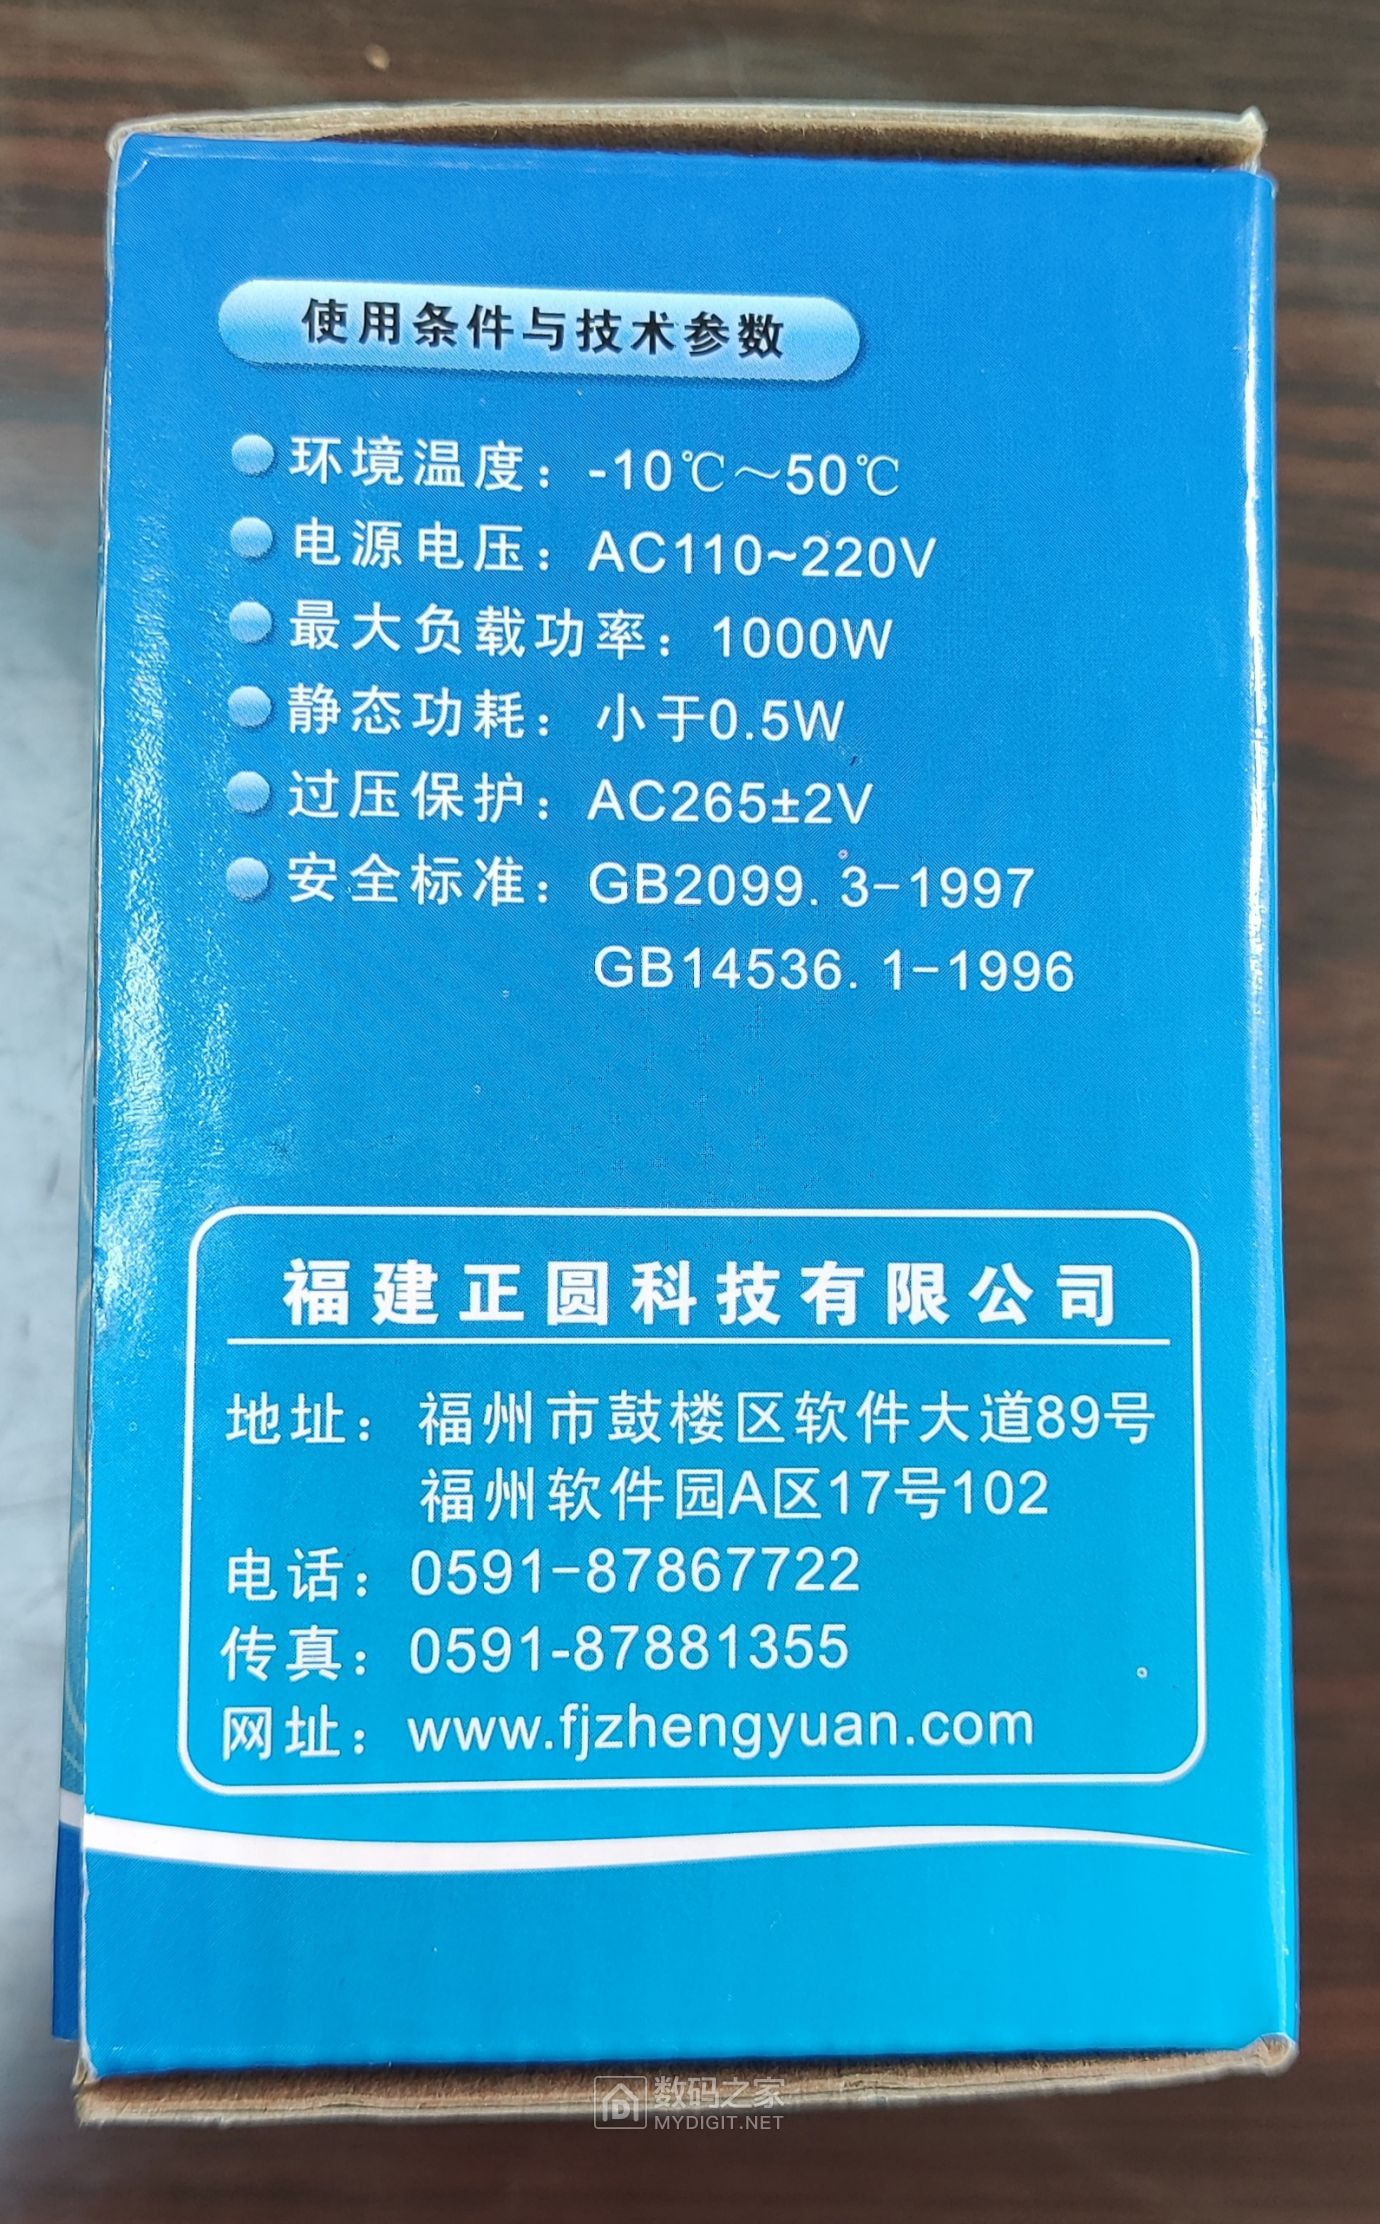 使用条件与技术参数
环境温度：-10℃～50℃
电源电压：AC110~220V
最大负载功率：1000W
静态功耗：小于0.5W
过压保护：AC265±2V
安全标准：GB2099. 3-1997
GB14536. 1-1996
福建正圆科技有限公司
地址：福州市鼓楼区软件大道89号
福州软件园A区17号102
电话：0591-87867722
传真：0591-87881355
网址：www.fjzhengyuan.com
数码之家
MYDIGIT.NET